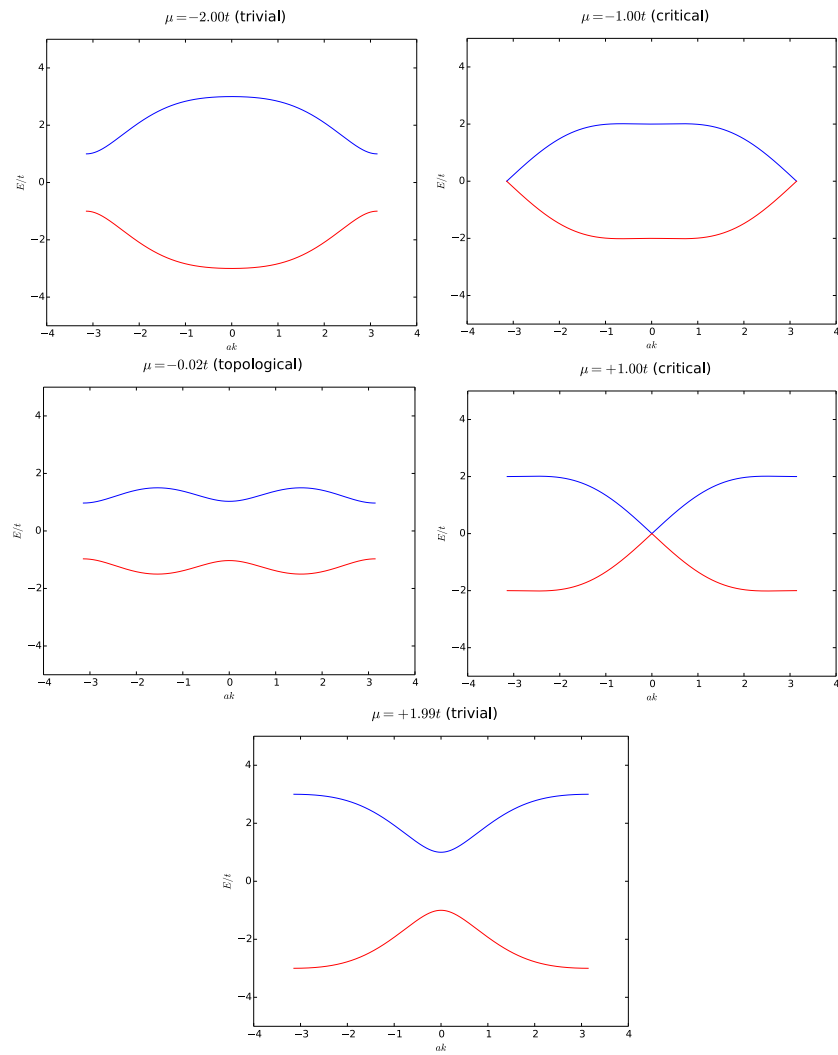 μ=−2.00t (trivial)
E/t
4
2
0
−2
−4
−4 −3 −2 −1 0 1 2 3 4
ak
μ=−1.00t (critical)
E/t
4
2
0
−2
−4
−4 −3 −2 −1 0 1 2 3 4
ak
μ=−0.02t (topological)
E/t
4
2
0
−2
−4
−4 −3 −2 −1 0 1 2 3 4
ak
μ=+1.00t (critical)
E/t
4
2
0
−2
−4
−4 −3 −2 −1 0 1 2 3 4
ak
μ=+1.99t (trivial)
E/t
4
2
0
−2
−4
−4 −3 −2 −1 0 1 2 3 4
ak